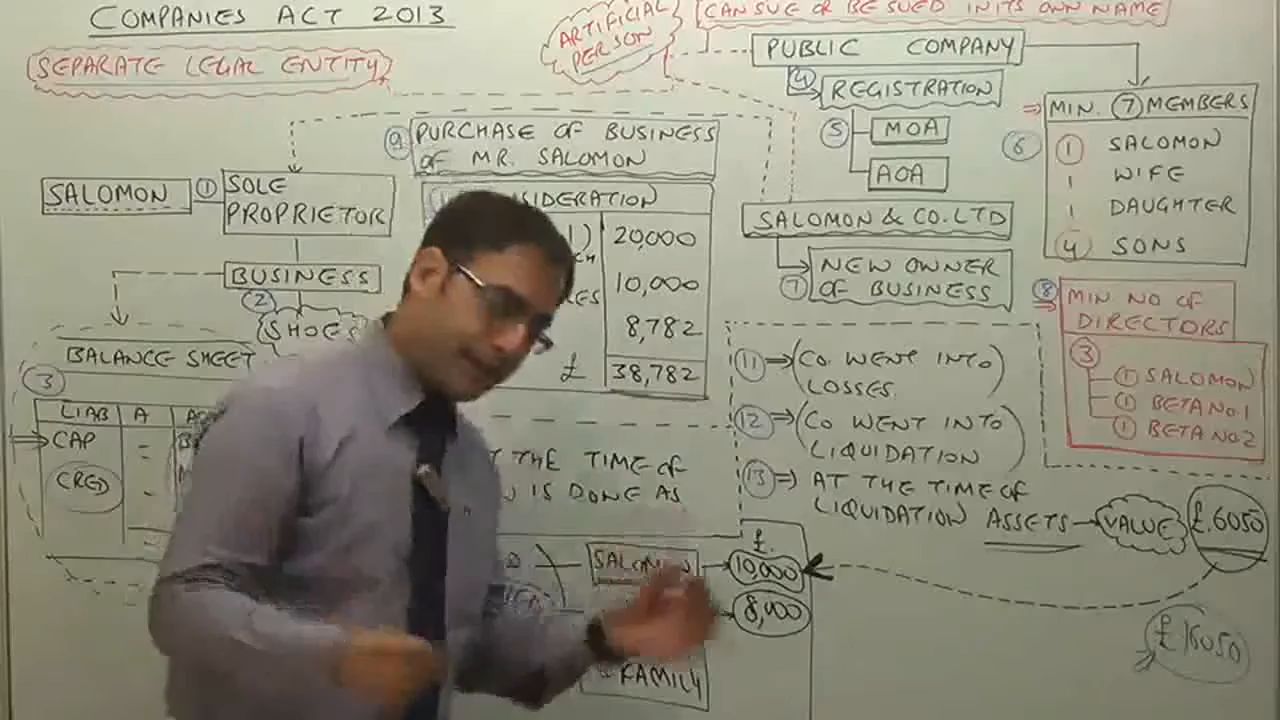 COMPANIES ACT 2013
SEPARATE LEGAL ENTITY
ARTIFICIAL
PERSON
CAN SUE OR BE SUED IN ITS OWN NAME
PUBLIC COMPANY
4 REGISTRATION
5
MOA
AOA
MIN. 7 MEMBERS
6
1 SALOMON
WIFE
DAUGHTER
4 SONS
9 PURCHASE OF BUSINESS
OF MR. SALOMON
SALOMON
1 SOLE
PROPRIETOR
BUSINESS
2
SHOES
BALANCE SHEET
3
LIAB A
CAP
CRED
20,000
10,000
8,782
£ 38,782
SALOMON & CO. LTD
NEW OWNER
7 OF BUSINESS
8 MIN NO OF
DIRECTORS
3
1 SALOMON
1 BETA NO.1
1 BETA NO 2
11 CO. WENT INTO
LOSSES.
12 CO WENT INTO
LIQUIDATION
13 AT THE TIME OF
LIQUIDATION ASSETS VALUE £.6050
THE TIME OF
IS DONE AS
£.
SALOMON 10,000
FAMILY
£16050